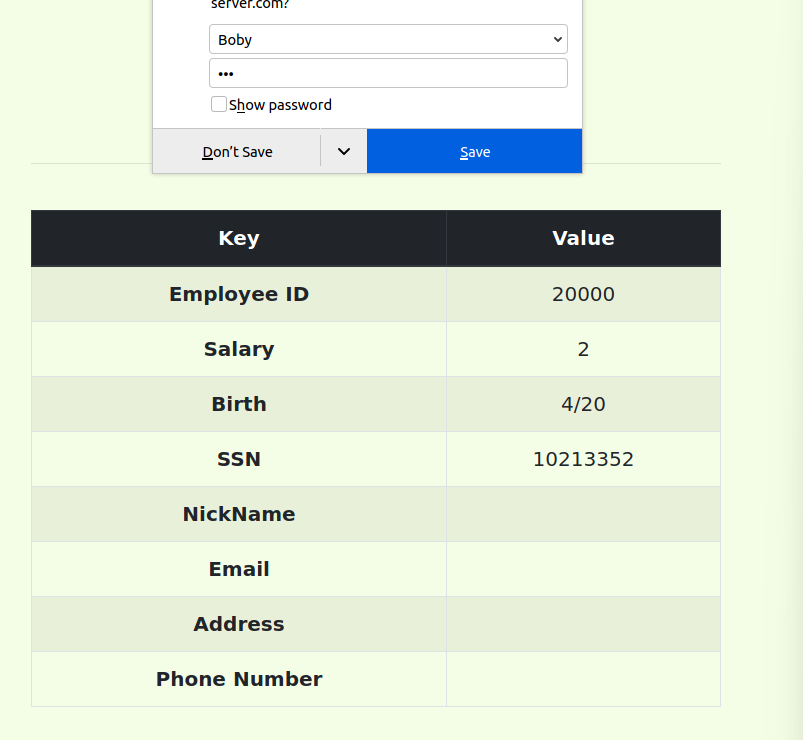 server.com?
Boby
•••
Show password
Don't Save
Save
Key Value
Employee ID 20000
Salary 2
Birth 4/20
SSN 10213352
NickName
Email
Address
Phone Number